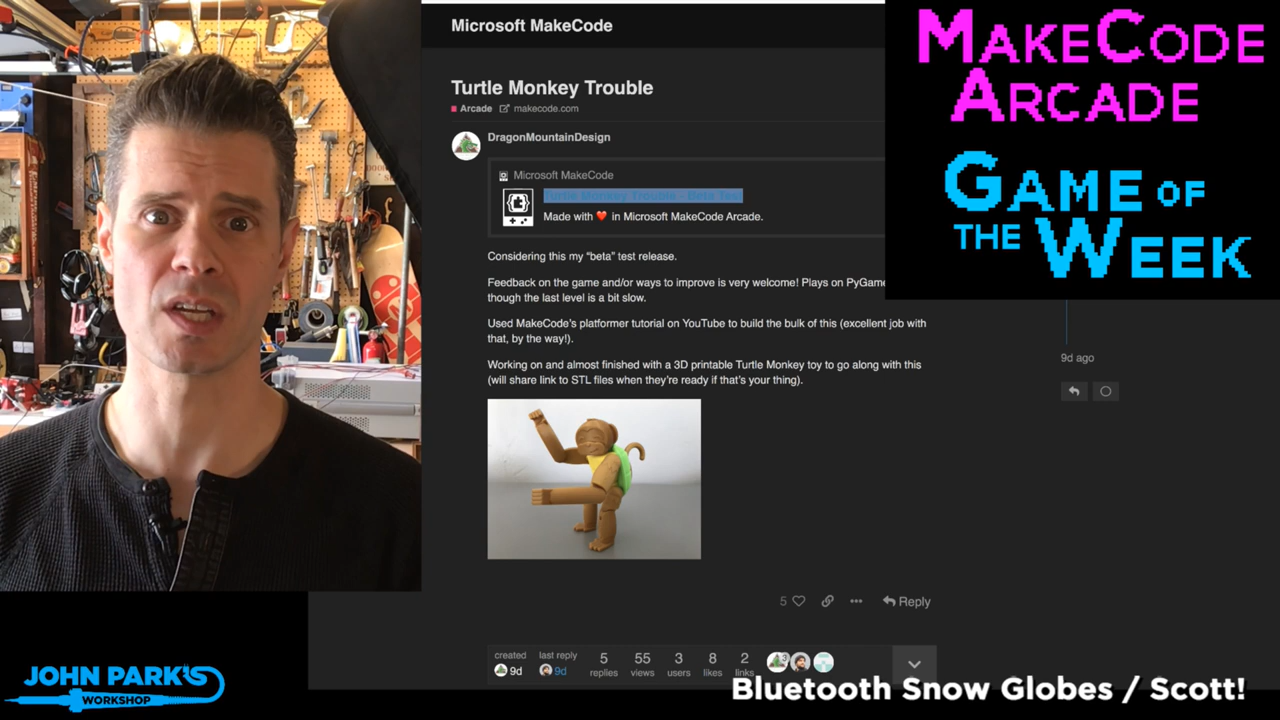 Microsoft MakeCode
MAKECODE
ARCADE
GAME OF
THE WEEK
Turtle Monkey Trouble
Arcade makecode.com
DragonMountainDesign
Microsoft MakeCode
Turtle Monkey Trouble - Beta Test
Made with ❤ in Microsoft MakeCode Arcade.
Considering this my “beta” test release.
Feedback on the game and/or ways to improve is very welcome! Plays on PyGame
though the last level is a bit slow.
Used MakeCode's platformer tutorial on YouTube to build the bulk of this (excellent job with
that, by the way!).
Working on and almost finished with a 3D printable Turtle Monkey toy to go along with this
(will share link to STL files when they're ready if that's your thing).
9d ago
5
Reply
created
last reply
5
55
3
8
2
9d
9d
replies
views
users
likes
links
3
JOHN PARK'S
WORKSHOP
Bluetooth Snow Globes / Scott!